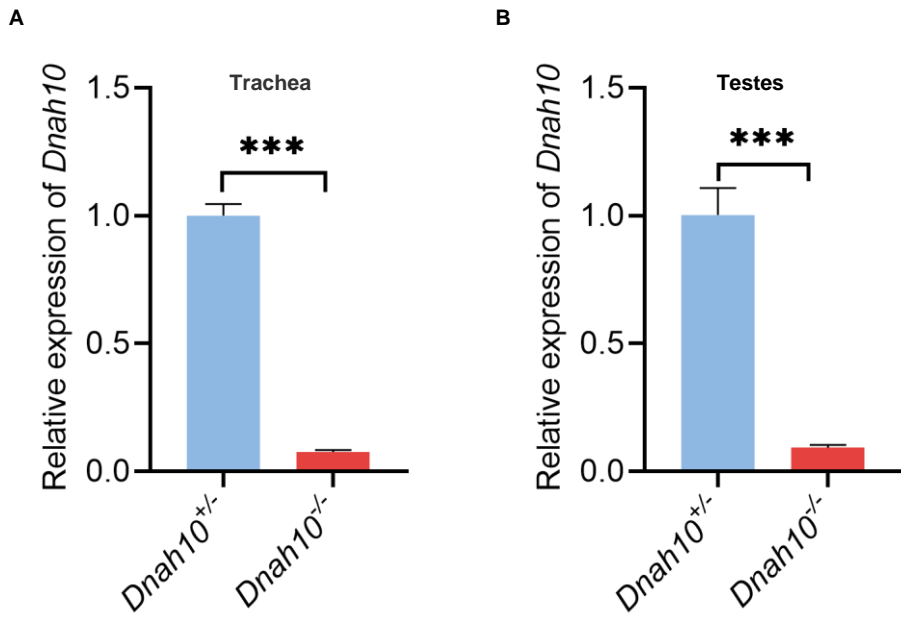 A
Trachea
Relative expression of Dnah10
1.5
1.0
0.5
0.0
***
Dnah10+/-
Dnah10-/-
B
Testes
Relative expression of Dnah10
1.5
1.0
0.5
0.0
***
Dnah10+/-
Dnah10-/-